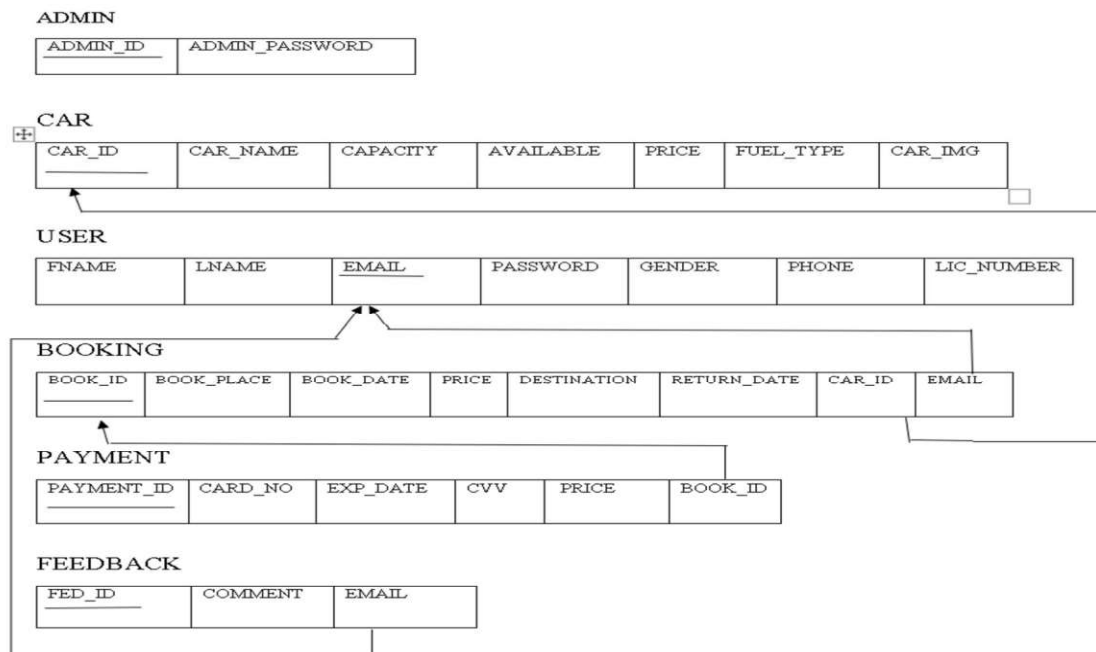 ADMIN
ADMIN_ID ADMIN_PASSWORD
CAR
CAR_ID CAR_NAME CAPACITY AVAILABLE PRICE FUEL_TYPE CAR_IMG
USER
FNAME LNAME EMAIL PASSWORD GENDER PHONE LIC_NUMBER
BOOKING
BOOK_ID BOOK_PLACE BOOK_DATE PRICE DESTINATION RETURN_DATE CAR_ID EMAIL
PAYMENT
PAYMENT_ID CARD_NO EXP_DATE CVV PRICE BOOK_ID
FEEDBACK
FED_ID COMMENT EMAIL